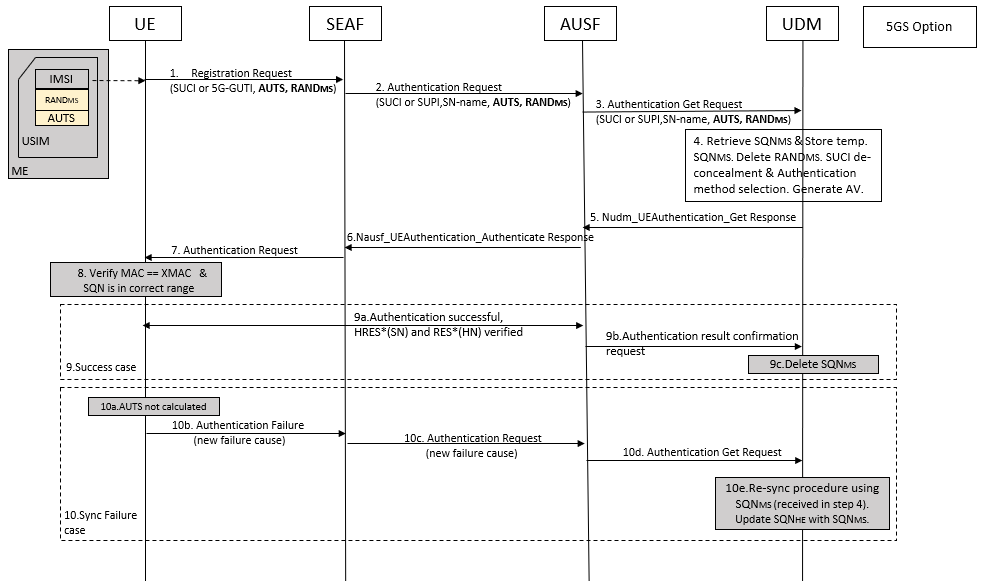 UE
SEAF
AUSF
UDM
5GS Option
IMSI
RANDMS
AUTS
USIM
ME
1. Registration Request
(SUCI or 5G-GUTI, AUTS, RANDMS)
2. Authentication Request
(SUCI or SUPI,SN-name, AUTS, RANDMS)
3. Authentication Get Request
(SUCI or SUPI,SN-name, AUTS, RANDMS)
4. Retrieve SQNMS & Store temp.
SQNMS. Delete RANDMS. SUCI de-
concealment & Authentication
method selection. Generate AV.
5. Nudm_UEAuthentication_Get Response
6.Nausf_UEAuthentication_Authenticate Response
7. Authentication Request
8. Verify MAC == XMAC &
SQN is in correct range
9a.Authentication successful,
HRES*(SN) and RES*(HN) verified
9b.Authentication result confirmation
request
9c.Delete SQNMS
9.Success case
10a.AUTS not calculated
10b. Authentication Failure
(new failure cause)
10c. Authentication Request
(new failure cause)
10d. Authentication Get Request
10e.Re-sync procedure using
SQNMS (received in step 4).
Update SQNHE with SQNMS.
10.Sync Failure
case